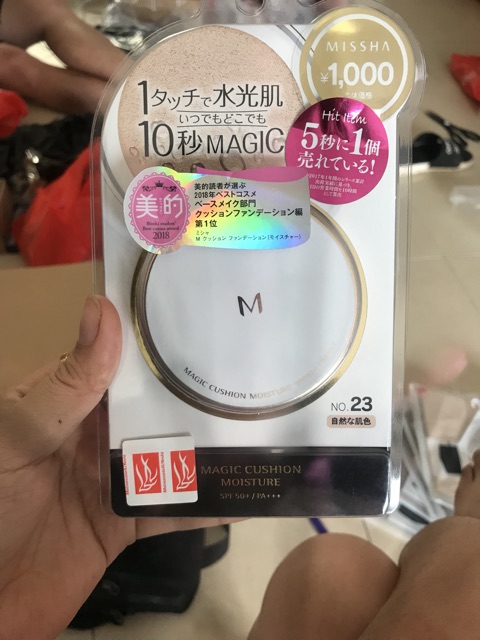 MISSHA
¥1,000
1タッチで水光肌
いつでもどこでも
10秒MAGIC
Hit Item
5秒に1個
売れている!
美的
Best cosme award
2018
美的読者が選ぶ
2018年ベストコスメ
ベースメイク部門
クッションファンデーション編
第1位
ミシャ
M クッション ファンデーション(モイスチャー)
M
MAGIC CUSHION MOISTURE
NO.23
自然な肌色
MAGIC CUSHION
MOISTURE
SPF 50+ / PA+++